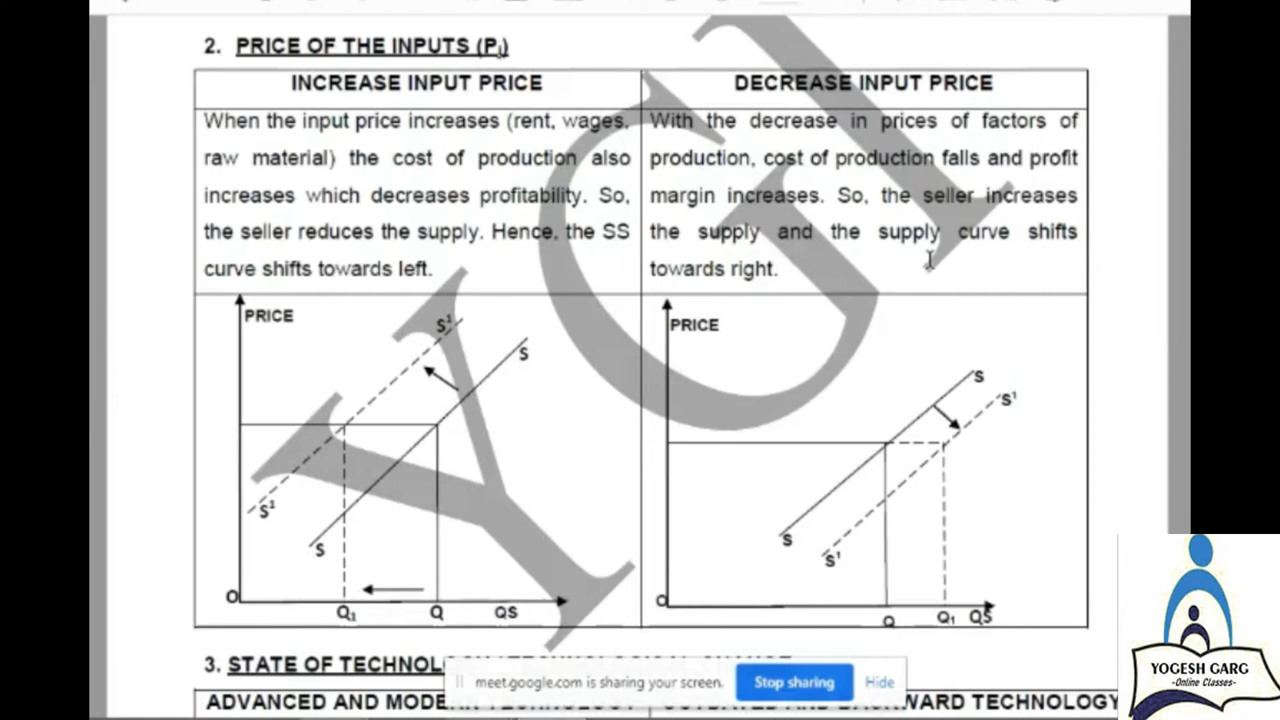 2. PRICE OF THE INPUTS (P
INCREASE INPUT PRICE
When the input price increases (rent, wages,
raw material) the cost of production also
increases which decreases profitability. So,
the seller reduces the supply. Hence, the SS
curve shifts towards left.
DECREASE INPUT PRICE
With the decrease in prices of factors of
production, cost of production falls and profit
margin increases. So, the seller increases
the supply and the supply curve shifts
towards right.
PRICE
S¹
S
S¹
S
O
Q₁
Q
QS
PRICE
S
S¹
S
S¹
O
Q
Q₁
QS
YGI
3. STATE OF
meet.google.com is sharing your screen.
Stop sharing
Hide
ADVANCED AND
TECHNOLOGY
YOGESH GARG
-Online Classes-